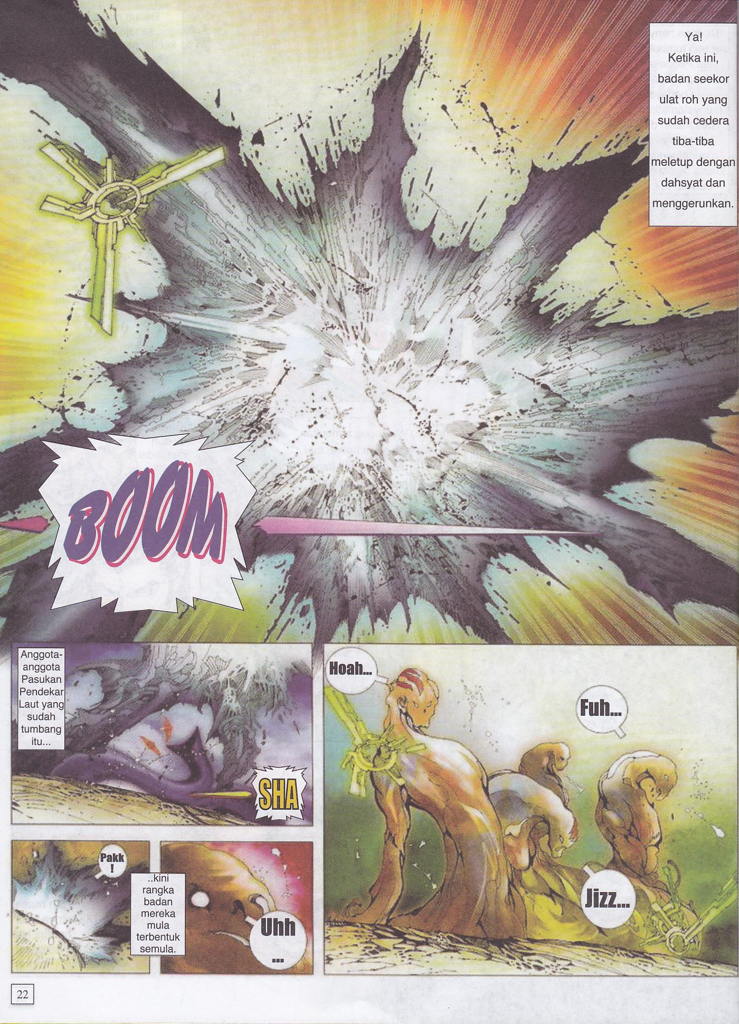 Ya!
Ketika ini,
badan seekor
ulat roh yang
sudah cedera
tiba-tiba
meletup dengan
dahsyat dan
menggerunkan.
BOOM
Anggota-
anggota
Pasukan
Pendekar
Laut yang
sudah
tumbang
itu...
SHA
Pakk
!
..kini
rangka
badan
mereka
mula
terbentuk
semula.
Uhh
...
Hoah...
Fuh...
Jizz...
22